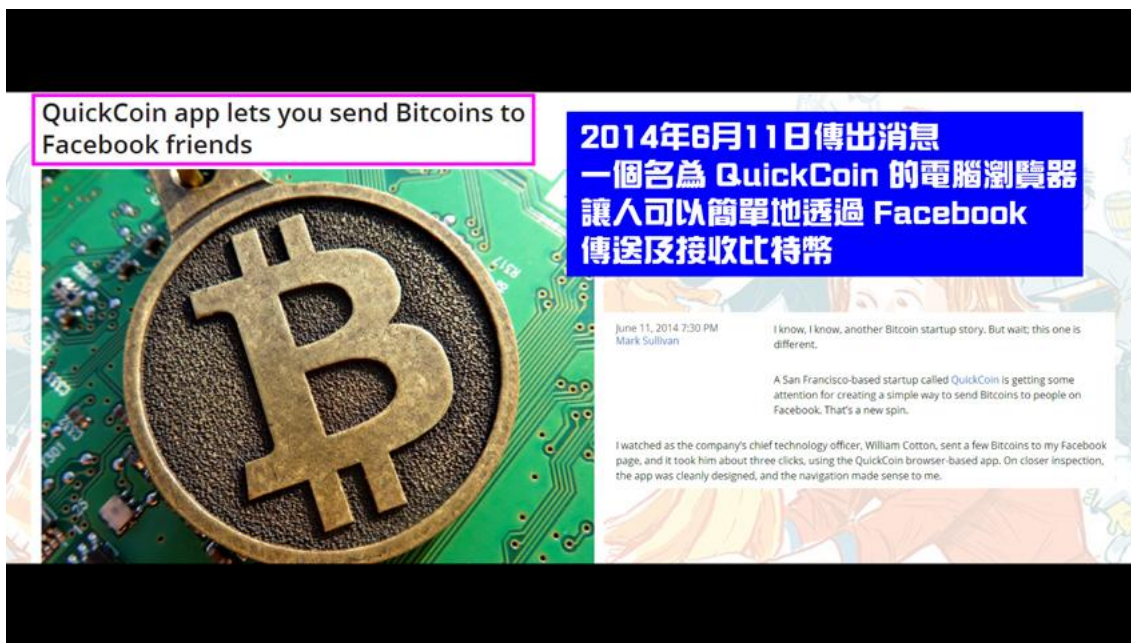 QuickCoin app lets you send Bitcoins to
Facebook friends
2014年6月11日傳出消息
一個名為 QuickCoin 的電腦瀏覽器
讓人可以簡單地透過 Facebook
傳送及接收比特幣
R317
June 11, 2014 7:30 PM
Mark Sullivan
I know, I know, another Bitcoin startup story. But wait; this one is
different.
A San Francisco-based startup called QuickCoin is getting some
attention for creating a simple way to send Bitcoins to people on
Facebook. That's a new spin.
I watched as the company's chief technology officer, William Cotton, sent a few Bitcoins to my Facebook
page, and it took him about three clicks, using the QuickCoin browser-based app. On closer inspection,
the app was cleanly designed, and the navigation made sense to me.